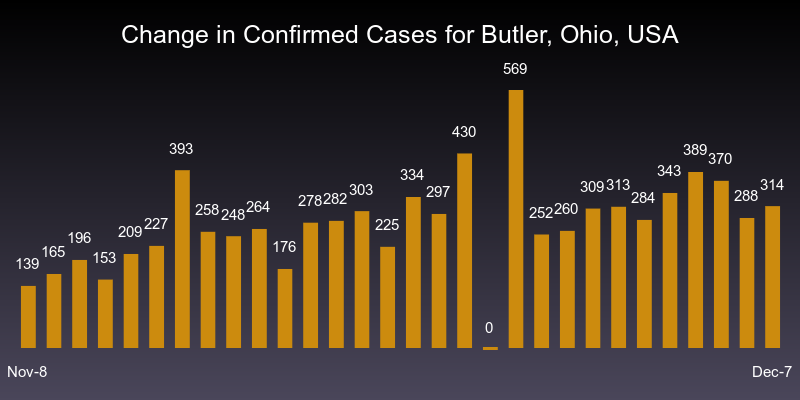 Change in Confirmed Cases for Butler, Ohio, USA
139 165 196 153 209 227 393 258 248 264 176 278 282 303 225 334 297 430 0 569 252 260 309 313 284 343 389 370 288 314
Nov-8 Dec-7